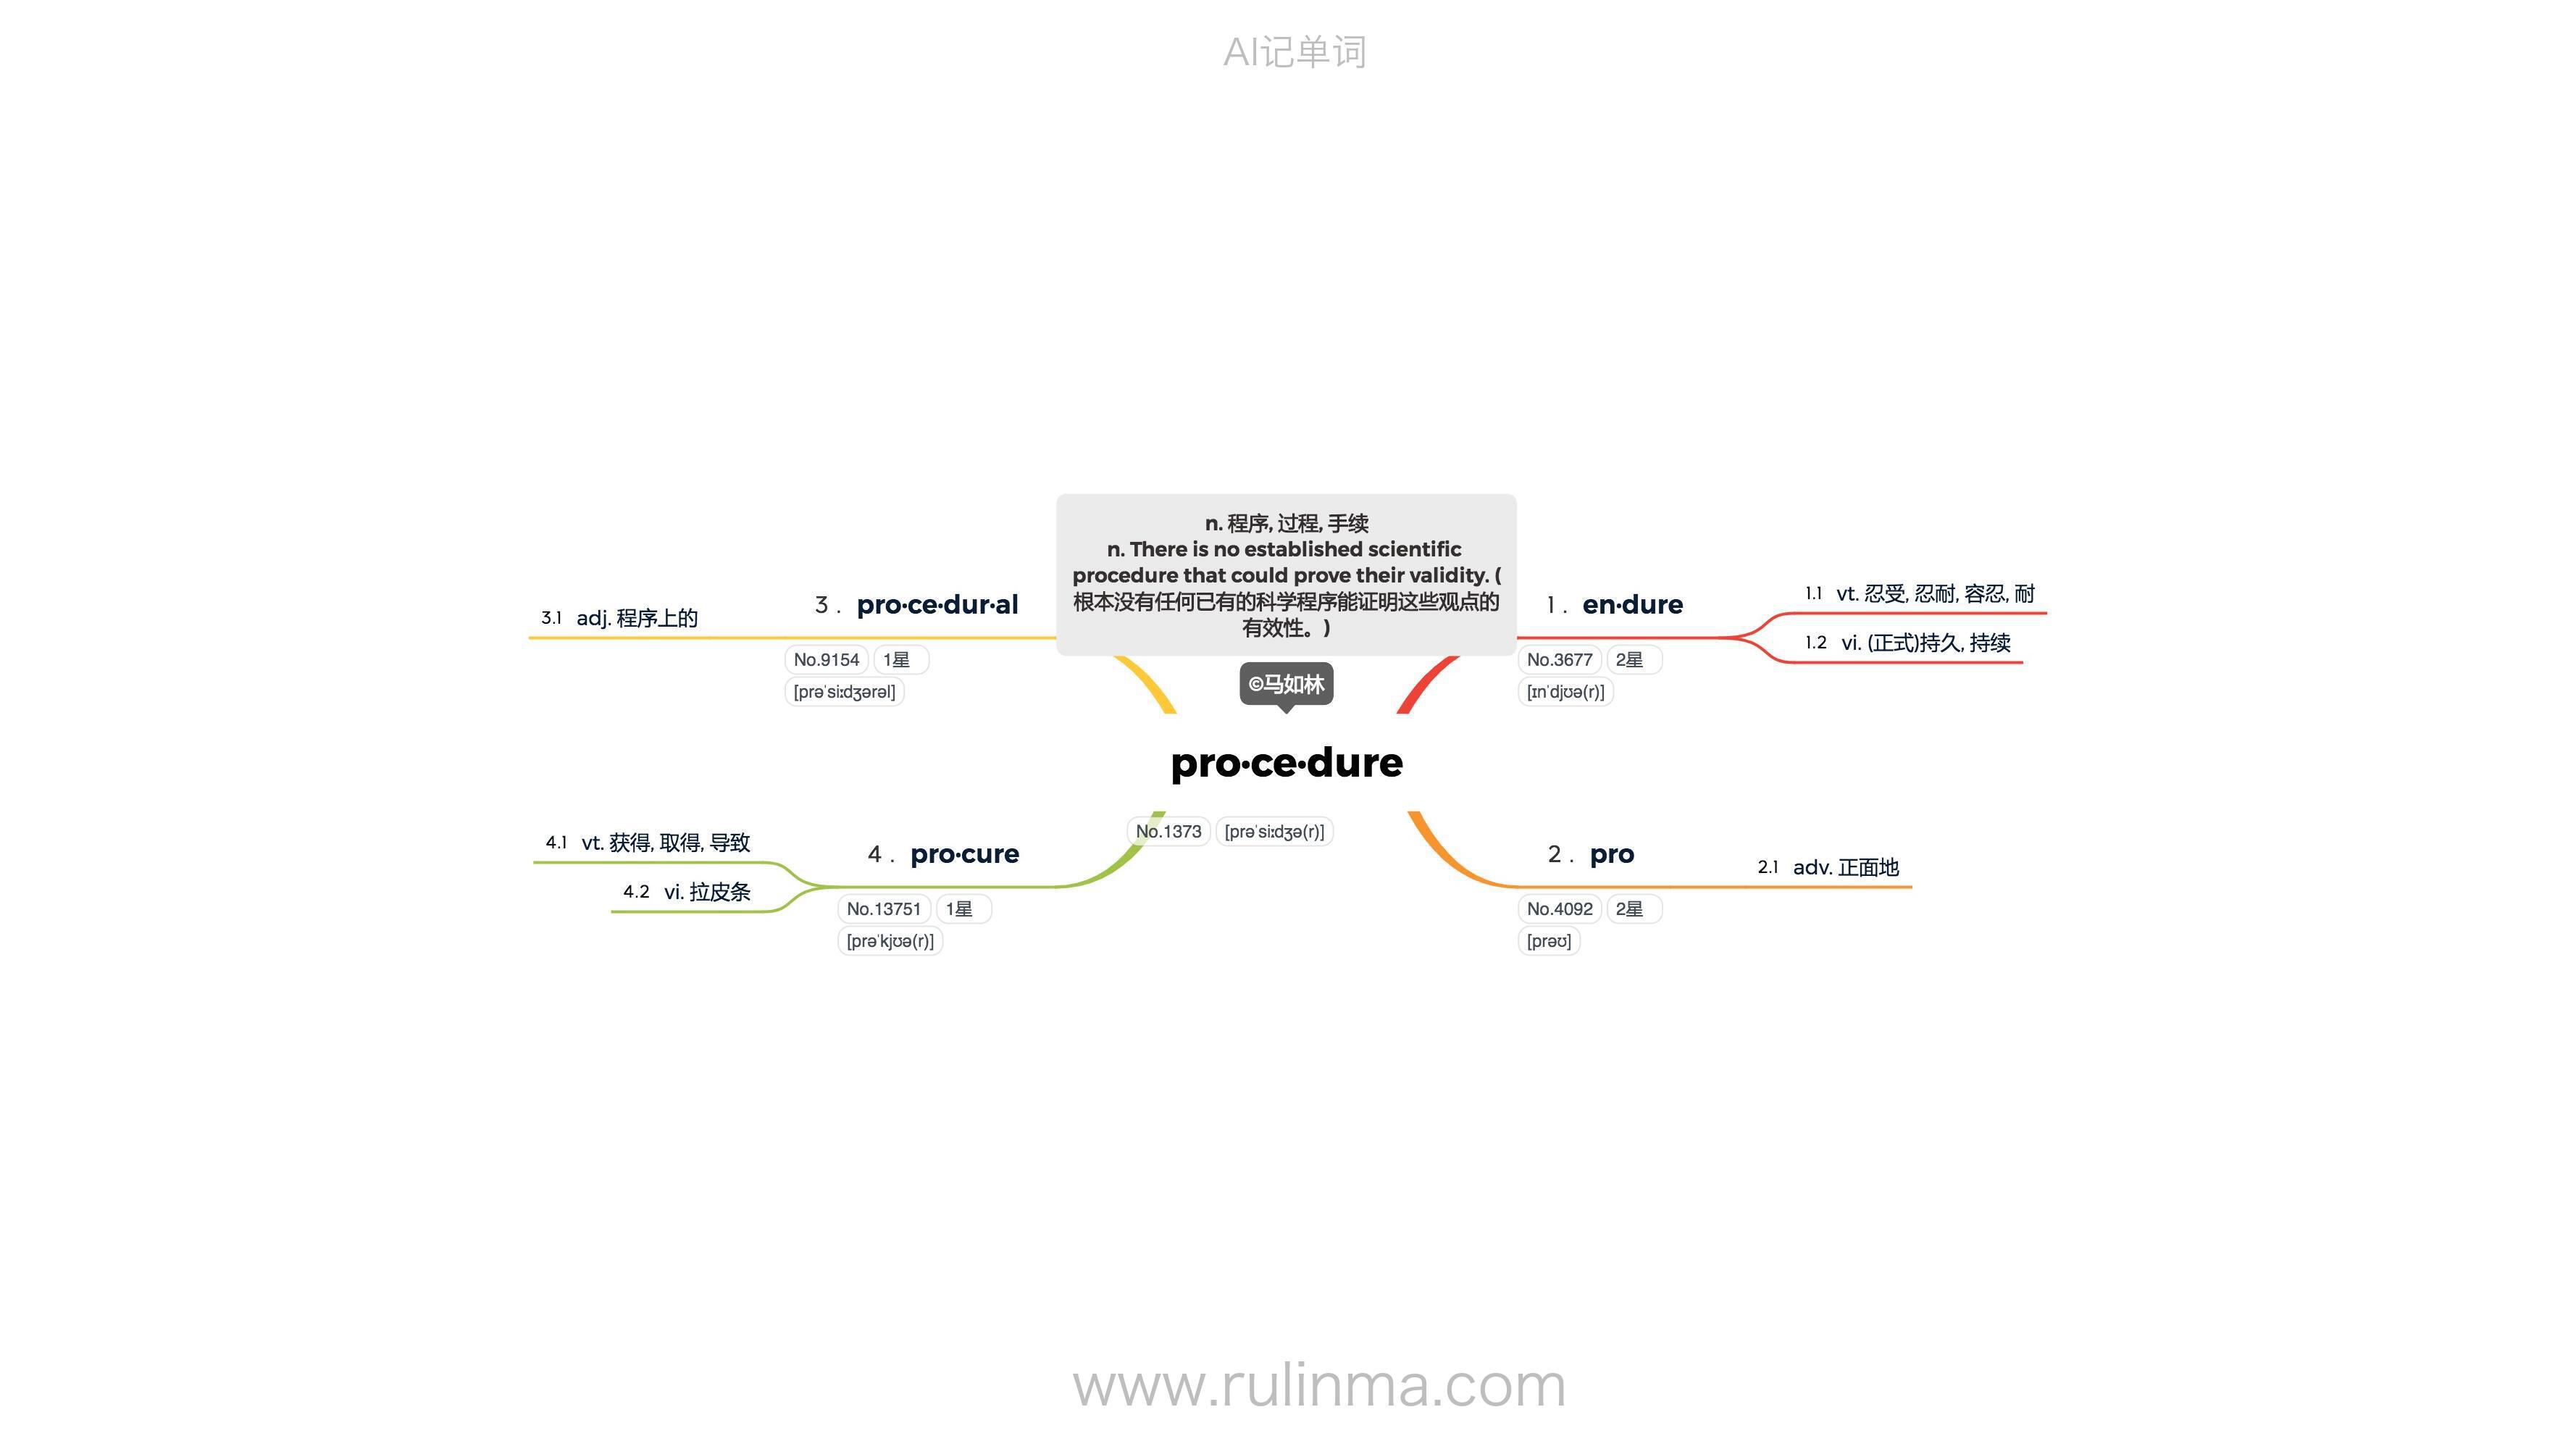 AI记单词
n. 程序, 过程, 手续
n. There is no established scientific
procedure that could prove their validity. (
根本没有任何已有的科学程序能证明这些观点的
有效性。)
©马如林
pro·ce·dure
No.1373 [prəˈsiːdʒə(r)]
1 . en·dure
No.3677 2星
[ɪnˈdjʊə(r)]
1.1 vt. 忍受, 忍耐, 容忍, 耐
1.2 vi. (正式)持久, 持续
2 . pro
No.4092 2星
[prəʊ]
2.1 adv. 正面地
3 . pro·ce·dur·al
No.9154 1星
[prəˈsiːdʒərəl]
3.1 adj. 程序上的
4 . pro·cure
No.13751 1星
[prəˈkjʊə(r)]
4.1 vt. 获得, 取得, 导致
4.2 vi. 拉皮条
www.rulinma.com